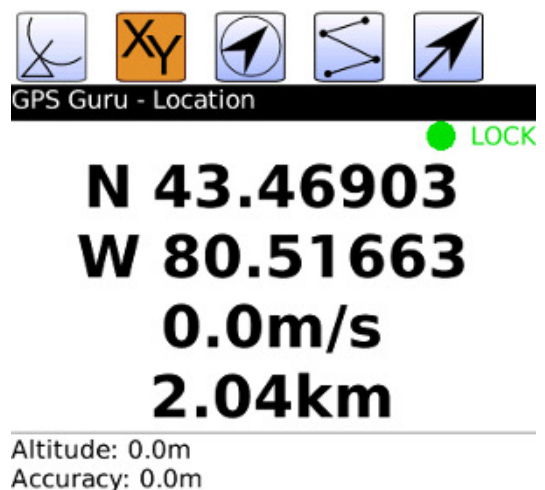 XY
GPS Guru - Location
LOCK
N 43.46903
W 80.51663
0.0m/s
2.04km
Altitude: 0.0m
Accuracy: 0.0m